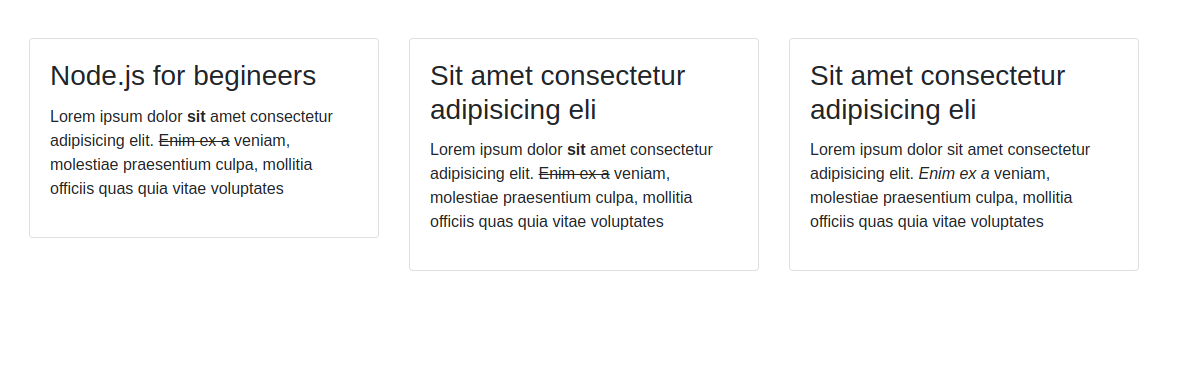 Node.js for begineers
Lorem ipsum dolor sit amet consectetur
adipisicing elit. Enim ex a veniam,
molestiae praesentium culpa, mollitia
officiis quas quia vitae voluptates
Sit amet consectetur
adipisicing eli
Lorem ipsum dolor sit amet consectetur
adipisicing elit. Enim ex a veniam,
molestiae praesentium culpa, mollitia
officiis quas quia vitae voluptates
Sit amet consectetur
adipisicing eli
Lorem ipsum dolor sit amet consectetur
adipisicing elit. Enim ex a veniam,
molestiae praesentium culpa, mollitia
officiis quas quia vitae voluptates